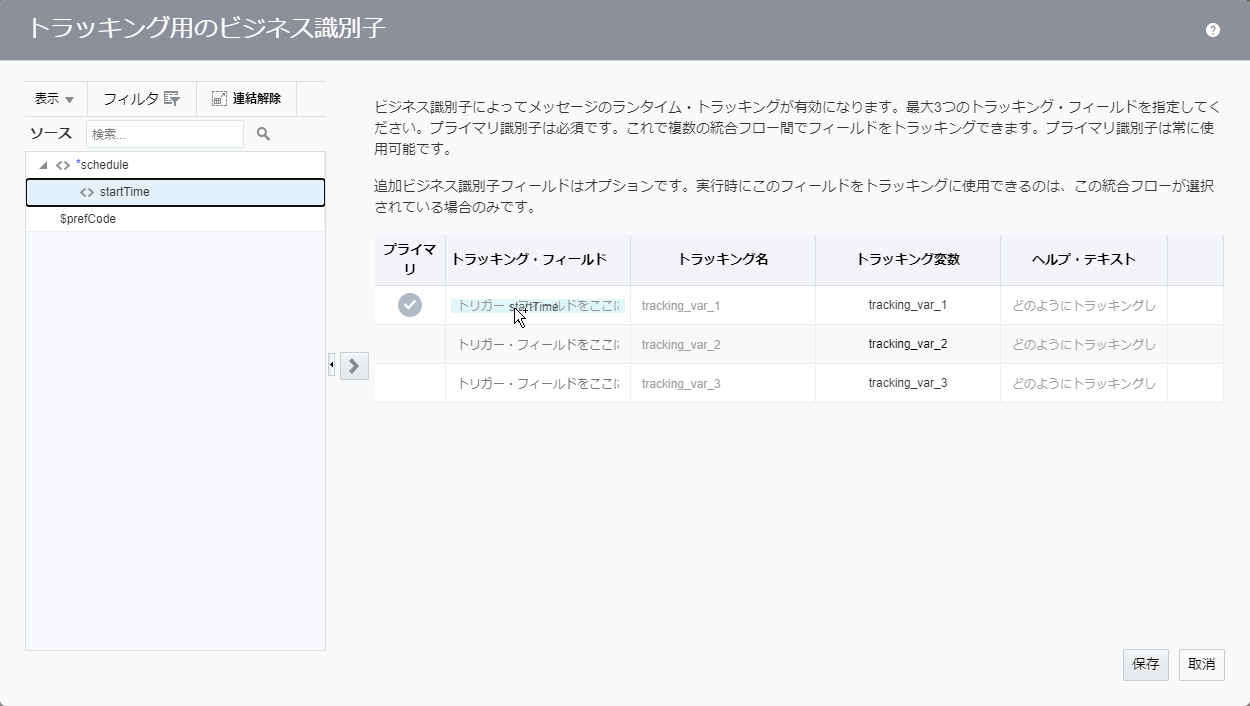 トラッキング用のビジネス識別子
?
表示
フィルタ
連結解除
ソース
検索...
<> *schedule
<> startTime
$prefCode
ビジネス識別子によってメッセージのランタイム・トラッキングが有効になります。最大3つのトラッキング・フィールドを指定してく
ださい。プライマリ識別子は必須です。これで複数の統合フロー間でフィールドをトラッキングできます。プライマリ識別子は常に使
用可能です。
追加ビジネス識別子フィールドはオプションです。実行時にこのフィールドをトラッキングに使用できるのは、この統合フローが選択
されている場合のみです。
プライマ
リ
トラッキング・フィールド
トラッキング名
トラッキング変数
ヘルプ・テキスト
トリガー・フィールドをここに
startTime
tracking_var_1
tracking_var_1
どのようにトラッキングし
トリガー・フィールドをここに
tracking_var_2
tracking_var_2
どのようにトラッキングし
トリガー・フィールドをここに
tracking_var_3
tracking_var_3
どのようにトラッキングし
保存
取消